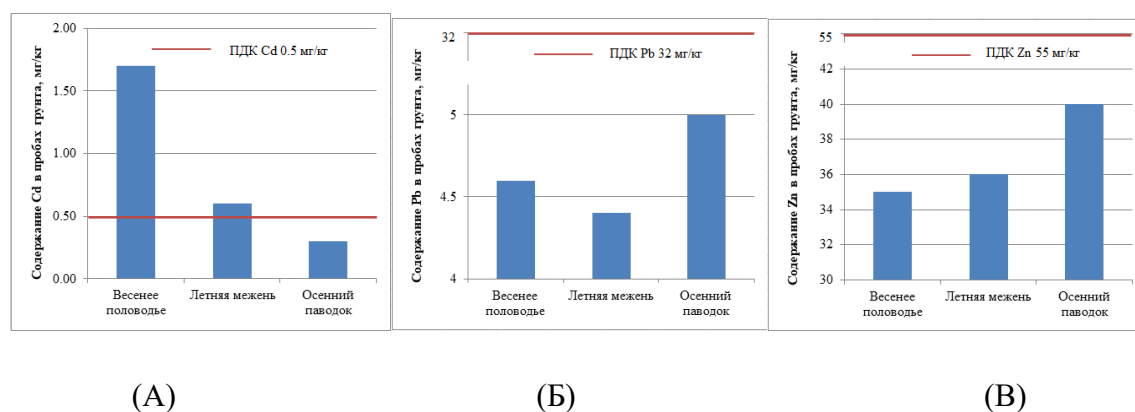 Содержание Cd в пробах грунта, мг/кг
2.00
1.50
1.00
0.50
0.00
ПДК Cd 0.5 мг/кг
Весенее
половодье
Летняя межень
Осенний
паводок
(А)
Содержание Pb в пробах грунта, мг/кг
32
5
4.5
4
ПДК Pb 32 мг/кг
Весенее
половодье
Летняя межень
Осенний
паводок
(Б)
Содержание Zn в пробах грунта, мг/кг
55
42
40
38
36
34
32
30
ПДК Zn 55 мг/кг
Весенее
половодье
Летняя межень
Осенний
паводок
(В)